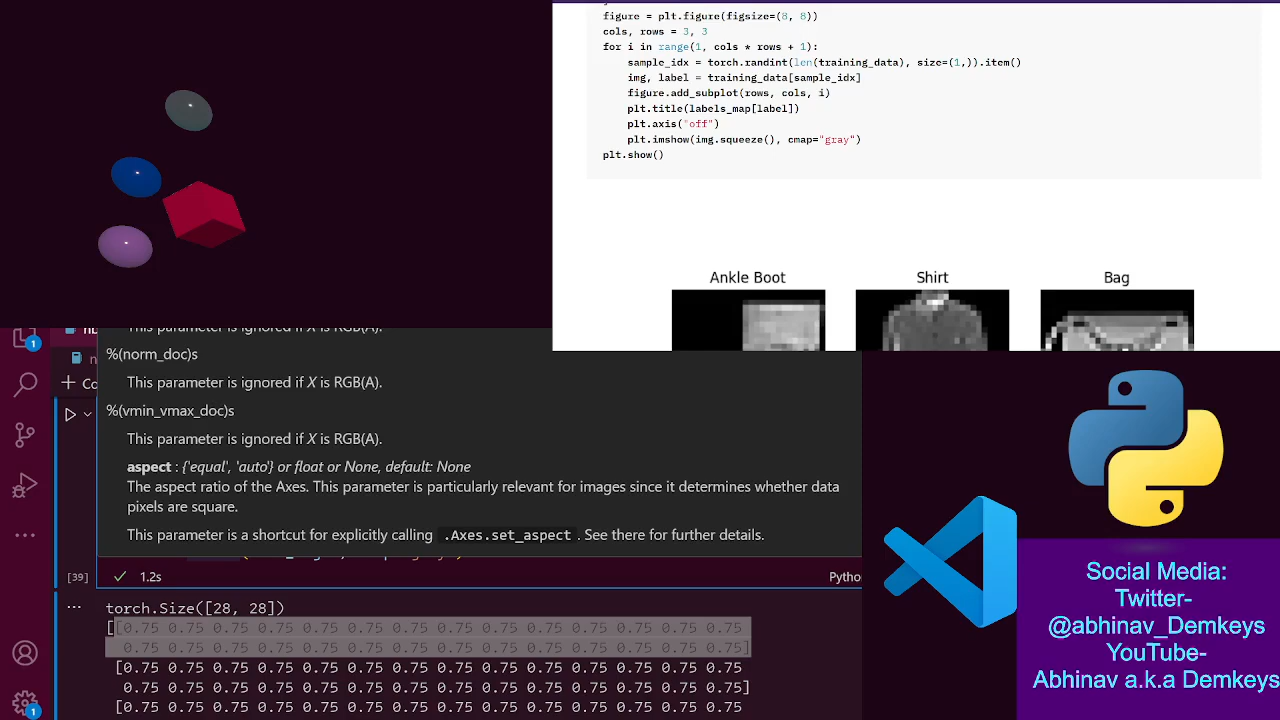 figure = plt.figure(figsize=(8, 8))
cols, rows = 3, 3
for i in range(1, cols * rows + 1):
sample_idx = torch.randint(len(training_data), size=(1,)).item()
img, label = training_data[sample_idx]
figure.add_subplot(rows, cols, i)
plt.title(labels_map[label])
plt.axis("off")
plt.imshow(img.squeeze(), cmap="gray")
plt.show()
Ankle Boot
Shirt
Bag
This parameter is ignored if X is RGB(A).
%(norm_doc)s
This parameter is ignored if X is RGB(A).
%(vmin_vmax_doc)s
This parameter is ignored if X is RGB(A).
aspect : {'equal', 'auto'} or float or None, default: None
The aspect ratio of the Axes. This parameter is particularly relevant for images since it determines whether data
pixels are square.
This parameter is a shortcut for explicitly calling .Axes.set_aspect . See there for further details.
1
+ Co
[39] 1.2s Pytho
torch.Size([28, 28])
[[0.75 0.75 0.75 0.75 0.75 0.75 0.75 0.75 0.75 0.75 0.75 0.75 0.75 0.75
0.75 0.75 0.75 0.75 0.75 0.75 0.75 0.75 0.75 0.75 0.75 0.75 0.75 0.75]
[0.75 0.75 0.75 0.75 0.75 0.75 0.75 0.75 0.75 0.75 0.75 0.75 0.75 0.75
0.75 0.75 0.75 0.75 0.75 0.75 0.75 0.75 0.75 0.75 0.75 0.75 0.75 0.75]
[0.75 0.75 0.75 0.75 0.75 0.75 0.75 0.75 0.75 0.75 0.75 0.75 0.75 0.75
1
Social Media:
Twitter-
@abhinav_Demkeys
YouTube-
Abhinav a.k.a Demkeys